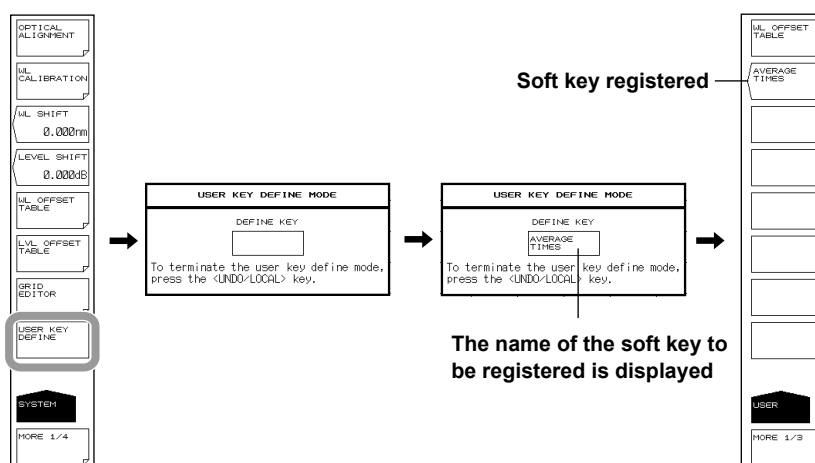 OPTICAL
ALIGNMENT
WL
CALIBRATION
WL SHIFT
0.000nm
LEVEL SHIFT
0.000dB
WL OFFSET
TABLE
LVL OFFSET
TABLE
GRID
EDITOR
USER KEY
DEFINE
SYSTEM
MORE 1/4
USER KEY DEFINE MODE
DEFINE KEY
To terminate the user key define mode,
press the <UNDO/LOCAL> key.
USER KEY DEFINE MODE
DEFINE KEY
AVERAGE
TIMES
To terminate the user key define mode,
press the <UNDO/LOCAL> key.
The name of the soft key to
be registered is displayed
Soft key registered
WL OFFSET
TABLE
AVERAGE
TIMES
USER
MORE 1/3